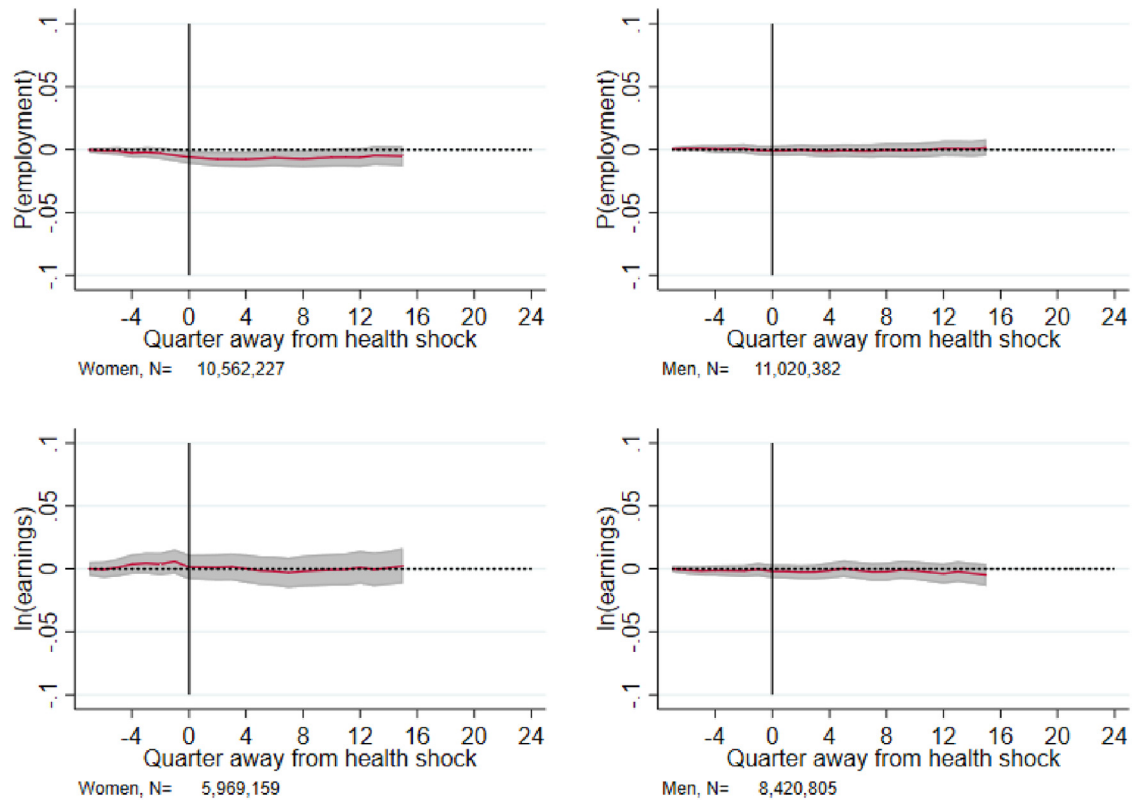 P(employment)
.1
.05
0
-.05
-.1
-4 0 4 8 12 16 20 24
Quarter away from health shock
Women, N= 10,562,227
P(employment)
.1
.05
0
-.05
-.1
-4 0 4 8 12 16 20 24
Quarter away from health shock
Men, N= 11,020,382
ln(earnings)
.1
.05
0
-.05
-.1
-4 0 4 8 12 16 20 24
Quarter away from health shock
Women, N= 5,969,159
ln(earnings)
.1
.05
0
-.05
-.1
-4 0 4 8 12 16 20 24
Quarter away from health shock
Men, N= 8,420,805